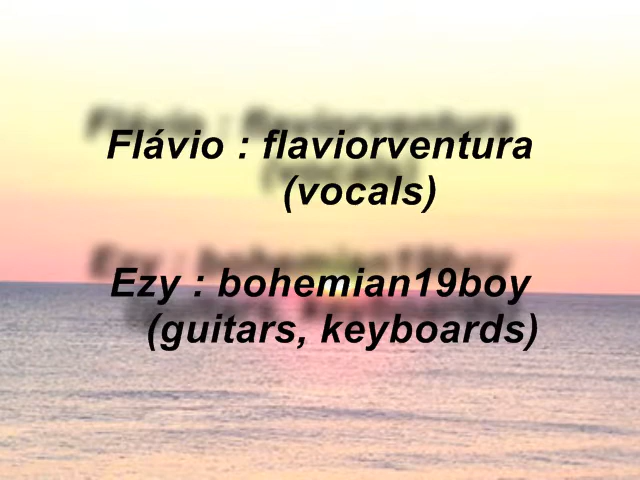 Flávio : flaviorventura
(vocals)
Ezy : bohemian19boy
(guitars, keyboards)